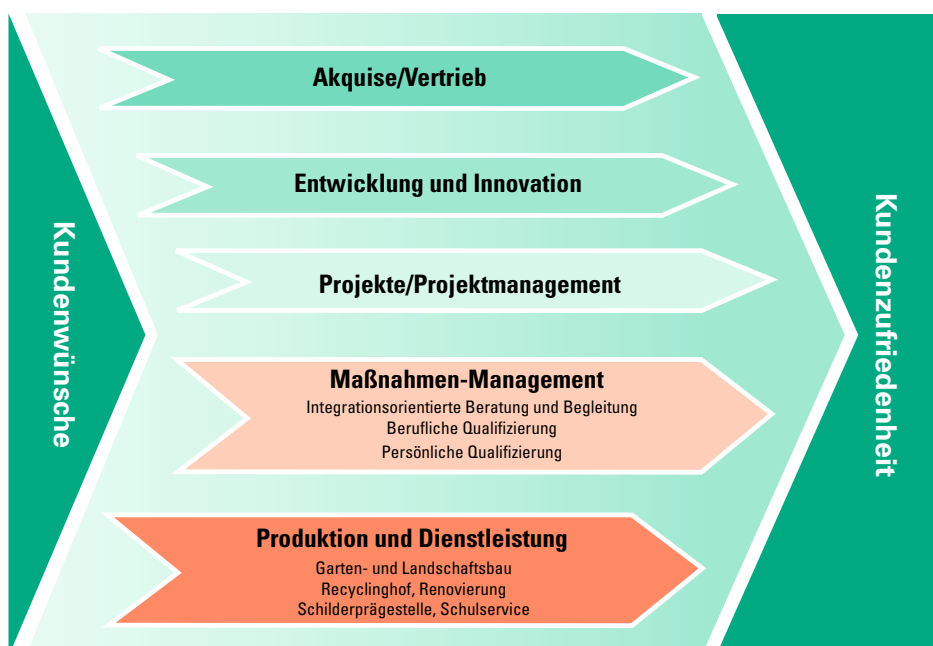 Kundenwünsche
Akquise/Vertrieb
Entwicklung und Innovation
Projekte/Projektmanagement
Maßnahmen-Management
Integrationsorientierte Beratung und Begleitung
Berufliche Qualifizierung
Persönliche Qualifizierung
Produktion und Dienstleistung
Garten- und Landschaftsbau
Recyclinghof, Renovierung
Schilderprägestelle, Schulservice
Kundenzufriedenheit